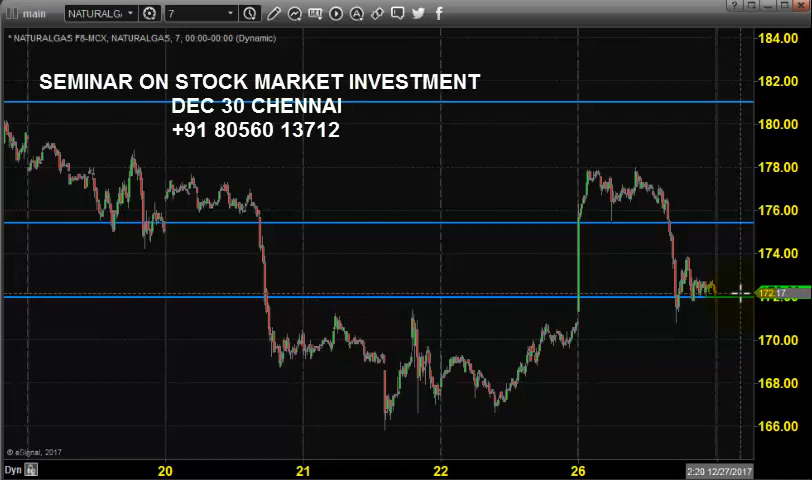 main
NATURALG
7
* NATURALGAS F8-MCX, NATURALGAS, 7, 00:00-00:00 (Dynamic)
SEMINAR ON STOCK MARKET INVESTMENT
DEC 30 CHENNAI
+91 80560 13712
184.00
182.00
180.00
178.00
176.00
174.00
172.17
170.00
168.00
166.00
© eSignal, 2017
Dyn
20
21
22
26
2:20 12/27/2017